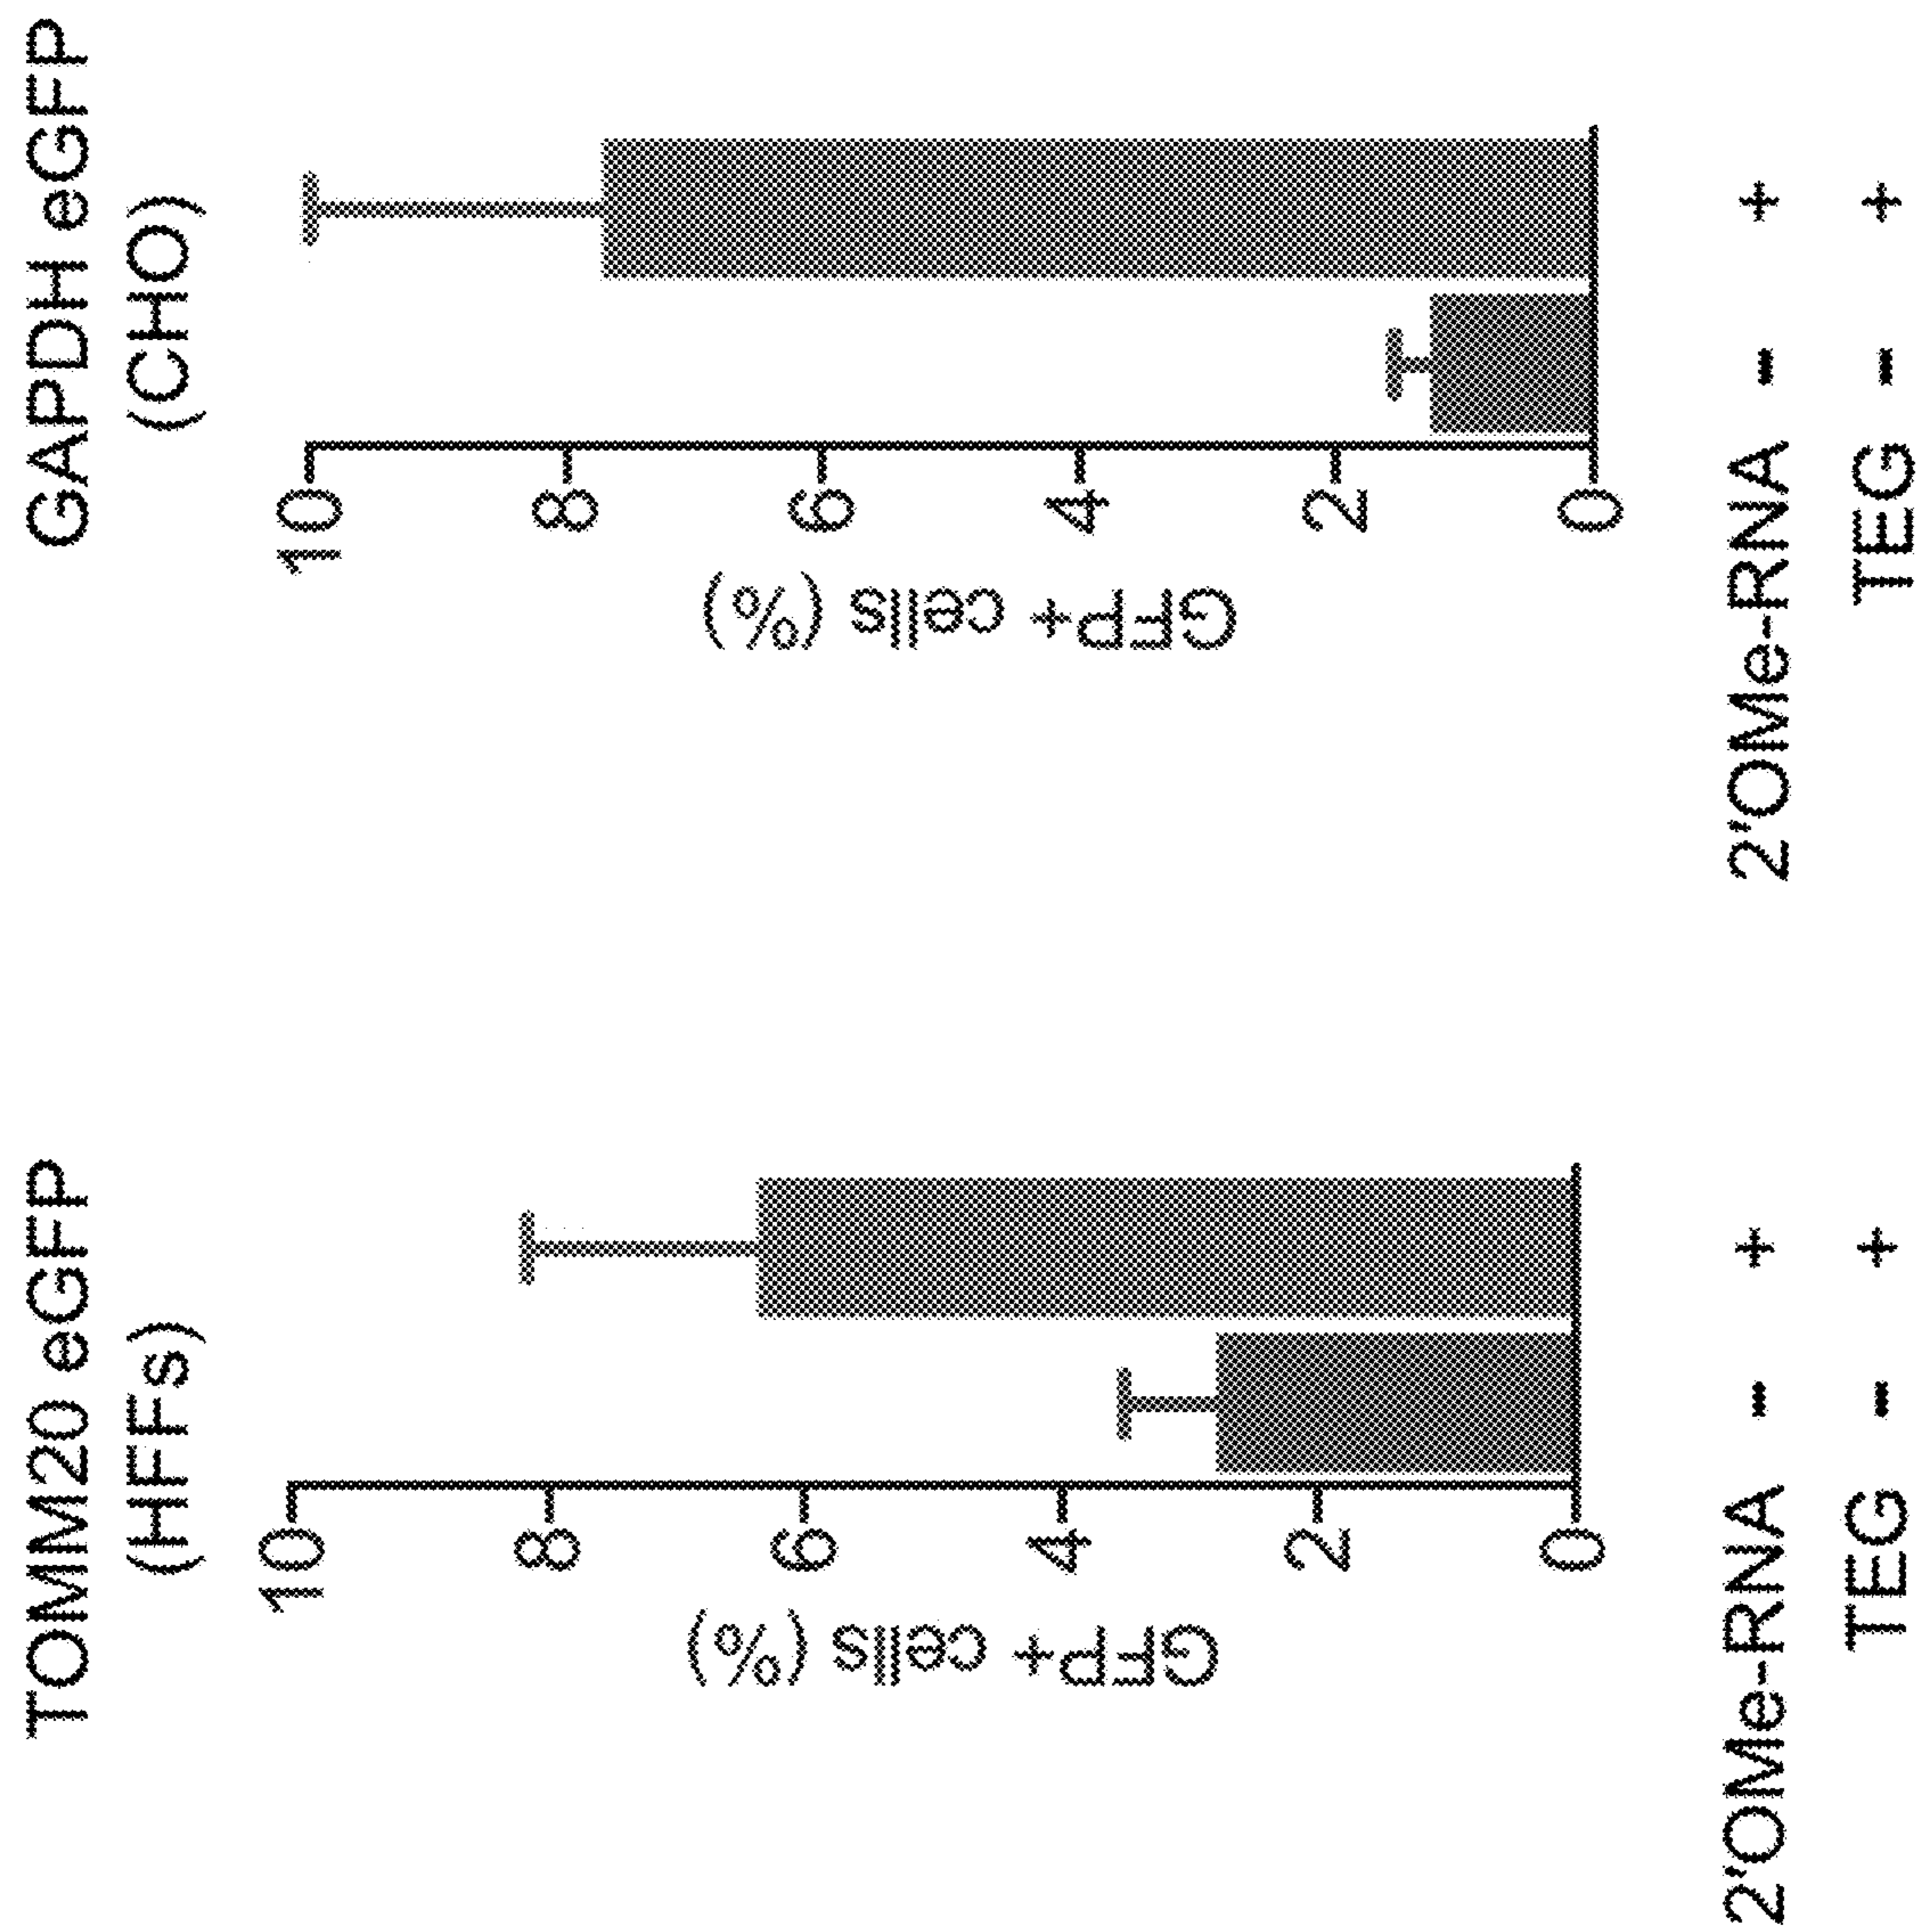 TOMM20 eGFP
(HFFs)
GFP+ cells (%)
10
8
6
4
2
0
2'OMe-RNA - +
TEG - +
GAPDH eGFP
(CHO)
GFP+ cells (%)
10
8
6
4
2
0
2'OMe-RNA - +
TEG - +